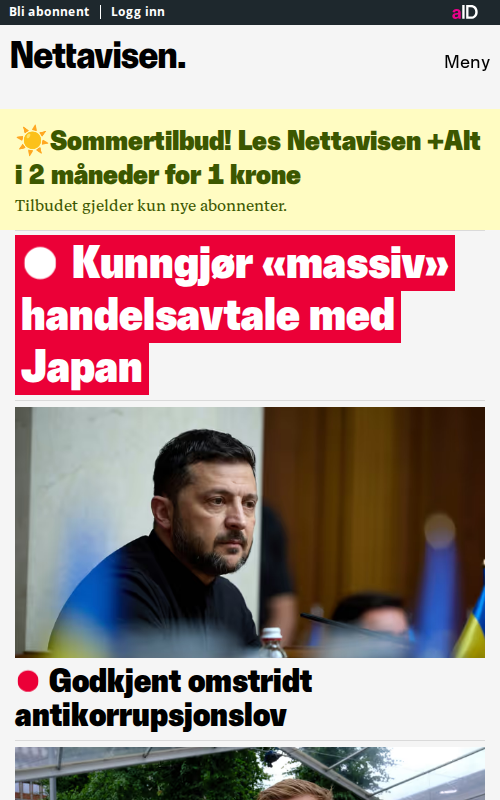 Bli abonnent | Logg inn
aID
Nettavisen.
Meny
Sommertilbud! Les Nettavisen +Alt
i 2 måneder for 1 krone
Tilbudet gjelder kun nye abonnenter.
Kunngjør «massiv»
handelsavtale med
Japan
Godkjent omstridt
antikorrupsjonslov